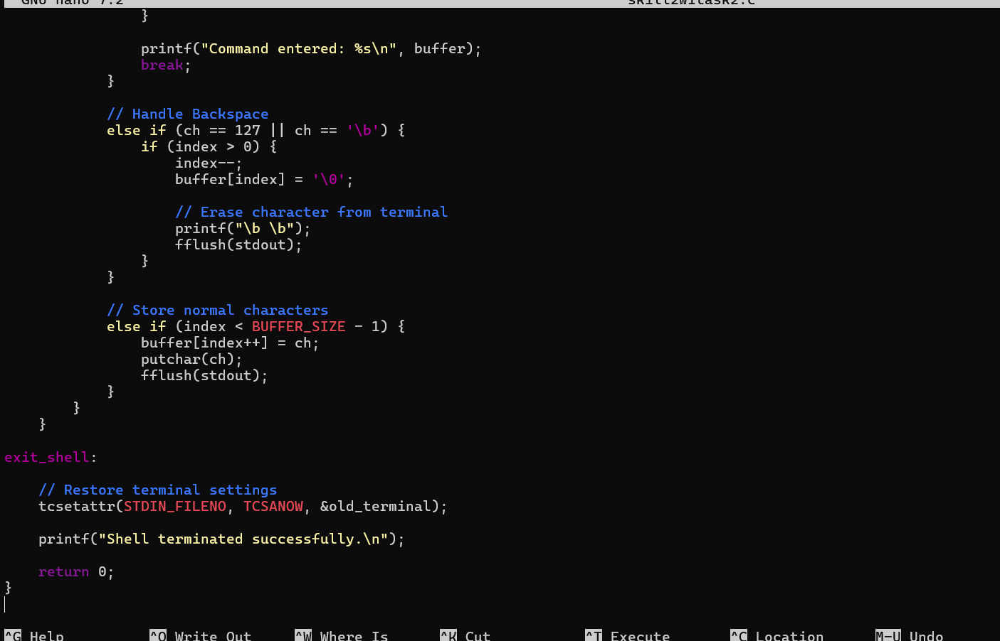 GNU nano 7.2 skill2witask2.c
}
printf("Command entered: %s\n", buffer);
break;
}
// Handle Backspace
else if (ch == 127 || ch == '\b') {
if (index > 0) {
index--;
buffer[index] = '\0';
// Erase character from terminal
printf("\b \b");
fflush(stdout);
}
}
// Store normal characters
else if (index < BUFFER_SIZE - 1) {
buffer[index++] = ch;
putchar(ch);
fflush(stdout);
}
}
}
exit_shell:
// Restore terminal settings
tcsetattr(STDIN_FILENO, TCSANOW, &old_terminal);
printf("Shell terminated successfully.\n");
return 0;
}
^G Help ^O Write Out ^W Where Is ^K Cut ^T Execute ^C Location M-U Undo